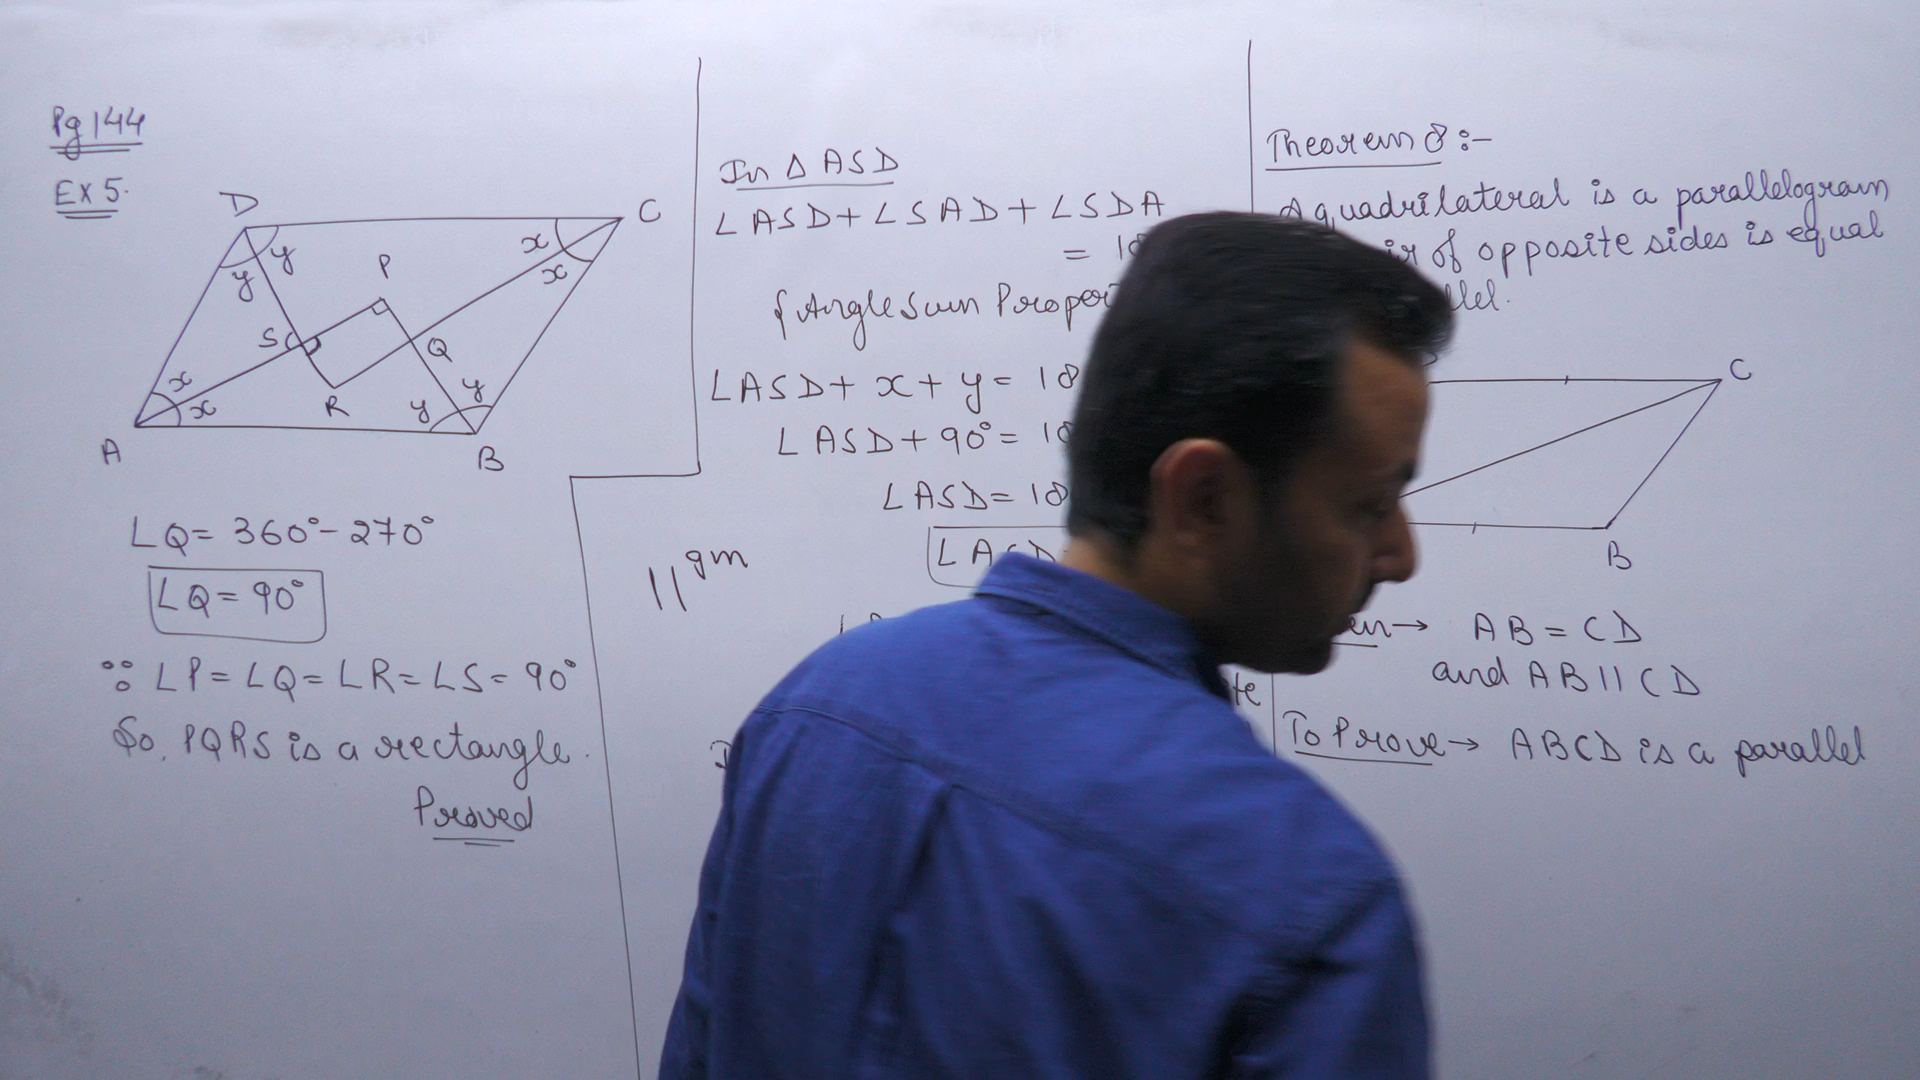 Pg 144
Ex 5.
D
C
y
y
x
x
P
S
Q
x
x
R
y
y
A
B
∠Q = 360° - 270°
∠Q = 90°
∵ ∠P = ∠Q = ∠R = ∠S = 90°
So, PQRS is a rectangle.
Proved
In Δ ASD
∠ASD + ∠SAD + ∠SDA
= 18
{Angle Sum
∠ASD + x + y = 18
∠ASD + 90° = 18
∠ASD = 18
||gm
Theorem 8 :-
A quadrilateral is a parallelogram
of opposite sides is equal
C
B
→ AB = CD
and AB || CD
To Prove → ABCD is a parallel